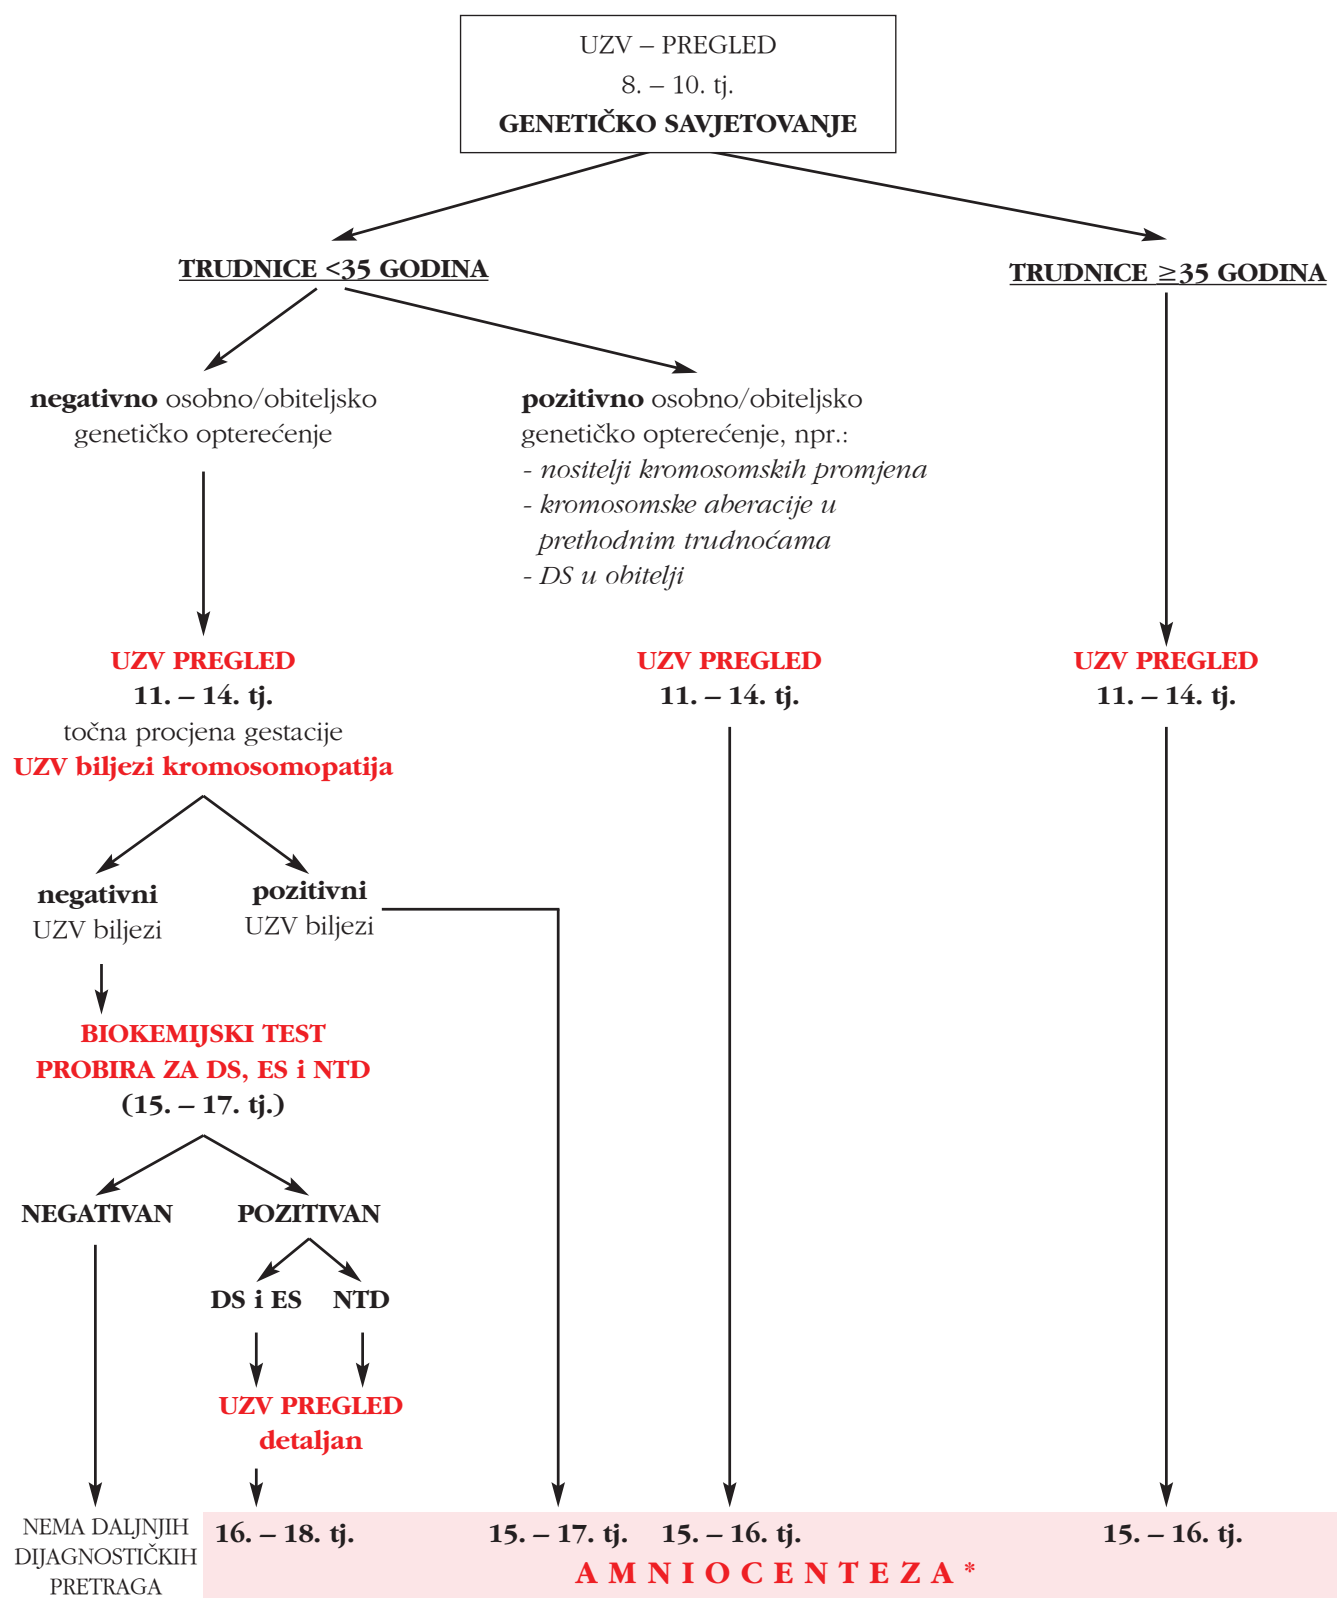 UZV – PREGLED
8. – 10. tj.
GENETIČKO SAVJETOVANJE
TRUDNICE <35 GODINA
TRUDNICE ≥35 GODINA
negativno osobno/obiteljsko
genetičko opterećenje
pozitivno osobno/obiteljsko
genetičko opterećenje, npr.:
- nositelji kromosomskih promjena
- kromosomske aberacije u
prethodnim trudnoćama
- DS u obitelji
UZV PREGLED
11. – 14. tj.
točna procjena gestacije
UZV biljezi kromosomopatija
UZV PREGLED
11. – 14. tj.
UZV PREGLED
11. – 14. tj.
negativni
UZV biljezi
pozitivni
UZV biljezi
BIOKEMIJSKI TEST
PROBIRA ZA DS, ES i NTD
(15. – 17. tj.)
NEGATIVAN
POZITIVAN
DS i ES
NTD
UZV PREGLED
detaljan
NEMA DALJNJIH
DIJAGNOSTIČKIH
PRETRAGA
16. – 18. tj.
15. – 17. tj.
15. – 16. tj.
15. – 16. tj.
AMNIOCENTEZA*